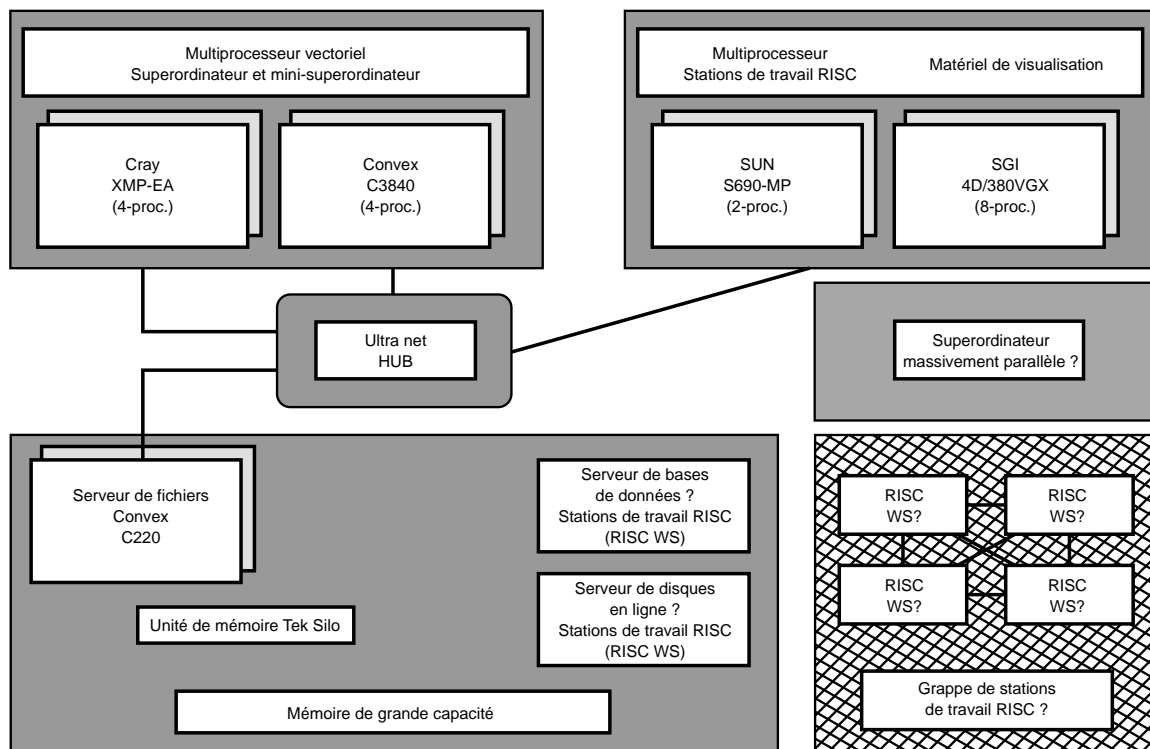 Multiprocesseur vectoriel
Superordinateur et mini-superordinateur
Cray
XMP-EA
(4-proc.)
Convex
C3840
(4-proc.)
Multiprocesseur
Stations de travail RISC
Matériel de visualisation
SUN
S690-MP
(2-proc.)
SGI
4D/380VGX
(8-proc.)
Ultra net
HUB
Superordinateur
massivement parallèle ?
Serveur de fichiers
Convex
C220
Serveur de bases
de données ?
Stations de travail RISC
(RISC WS)
Serveur de disques
en ligne ?
Stations de travail RISC
(RISC WS)
Unité de mémoire Tek Silo
Mémoire de grande capacité
RISC
WS?
RISC
WS?
RISC
WS?
RISC
WS?
Grappe de stations
de travail RISC ?